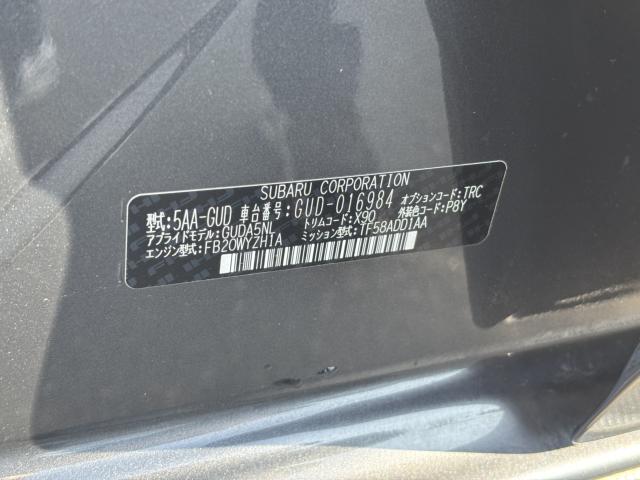 SUBARU CORPORATION
型式:5AA-GUD 車台番号:GUD-016984 オプションコード:TRC
アプライドモデル:GUDA5NL トリムコード:X90 外装色コード:P8Y
エンジン型式:FB20WYZH1A ミッション型式:TF58ADD1AA